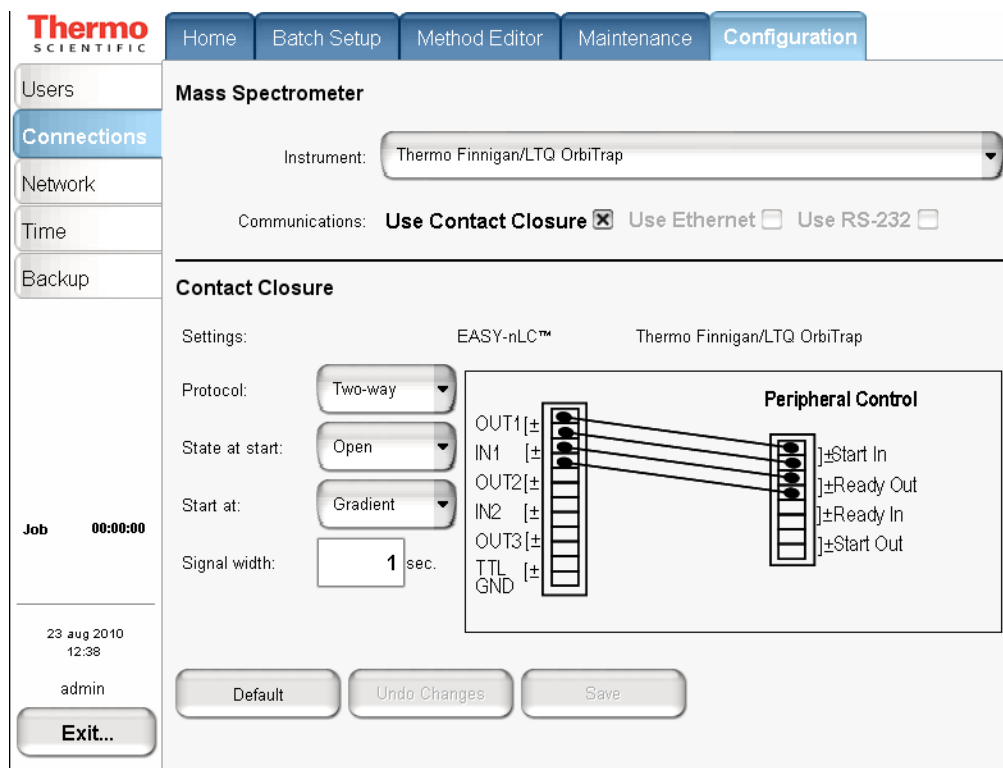 Thermo
SCIENTIFIC
Home
Batch Setup
Method Editor
Maintenance
Configuration
Users
Connections
Network
Time
Backup
Job 00:00:00
23 aug 2010
12:38
admin
Exit...
Mass Spectrometer
Instrument: Thermo Finnigan/LTQ OrbiTrap
Communications: Use Contact Closure Use Ethernet Use RS-232
Contact Closure
Settings: EASY-nLC™ Thermo Finnigan/LTQ OrbiTrap
Protocol: Two-way
State at start: Open
Start at: Gradient
Signal width: 1 sec.
OUT1[±
IN1 [±
OUT2[±
IN2 [±
OUT3[±
TTL [±
GND
Peripheral Control
]±Start In
]±Ready Out
]±Ready In
]±Start Out
Default
Undo Changes
Save